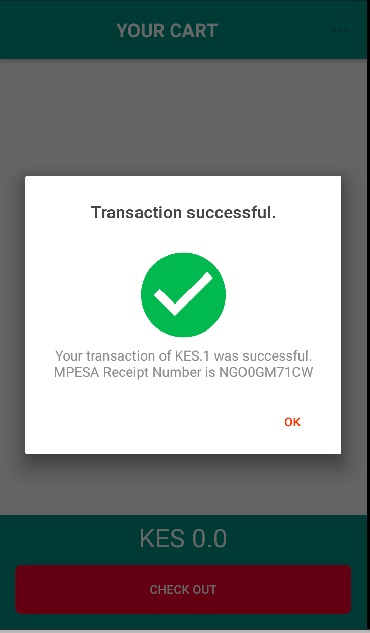 YOUR CART
Transaction successful.
Your transaction of KES.1 was successful.
MPESA Receipt Number is NGO0GM71CW
OK
KES 0.0
CHECK OUT